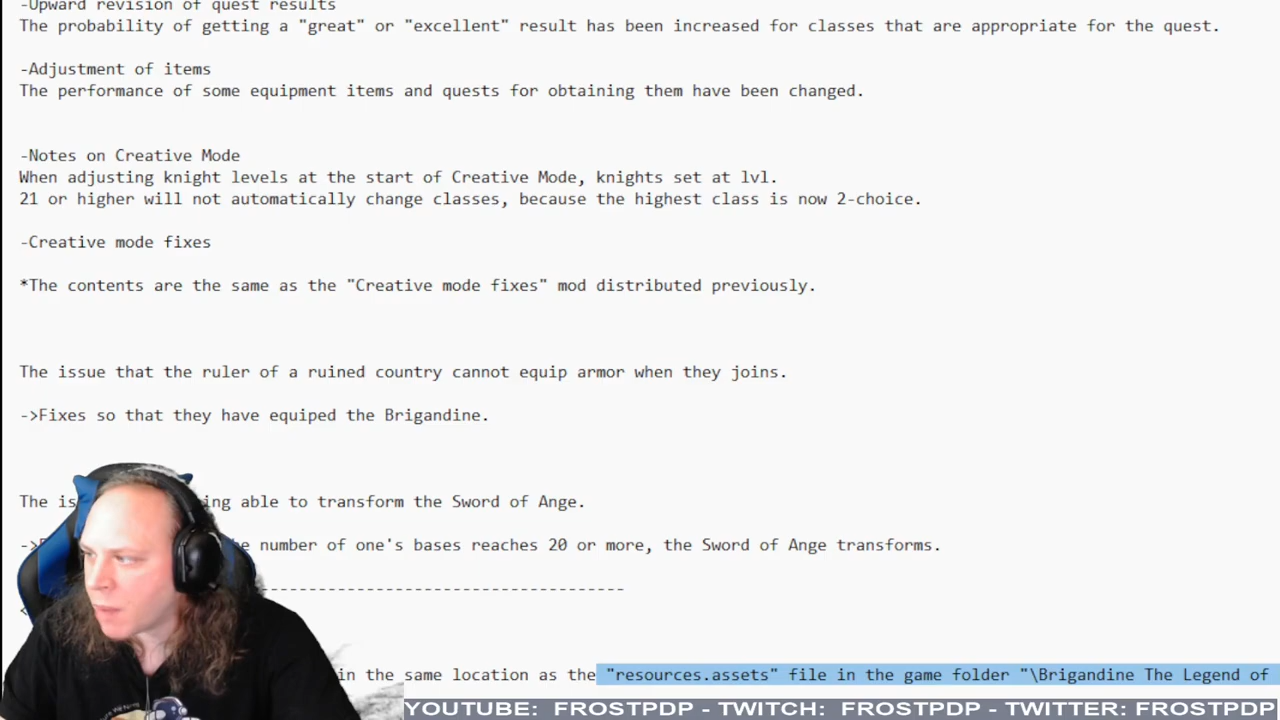 -Upward revision of quest results
The probability of getting a "great" or "excellent" result has been increased for classes that are appropriate for the quest.
-Adjustment of items
The performance of some equipment items and quests for obtaining them have been changed.
-Notes on Creative Mode
When adjusting knight levels at the start of Creative Mode, knights set at lvl.
21 or higher will not automatically change classes, because the highest class is now 2-choice.
-Creative mode fixes
*The contents are the same as the "Creative mode fixes" mod distributed previously.
The issue that the ruler of a ruined country cannot equip armor when they joins.
->Fixes so that they have equiped the Brigandine.
The is ing able to transform the Sword of Ange.
-> number of one's bases reaches 20 or more, the Sword of Ange transforms.
-------------------------------------
in the same location as the "resources.assets" file in the game folder "\Brigandine The Legend of
YOUTUBE: FROSTPDP - TWITCH: FROSTPDP - TWITTER: FROSTPDP